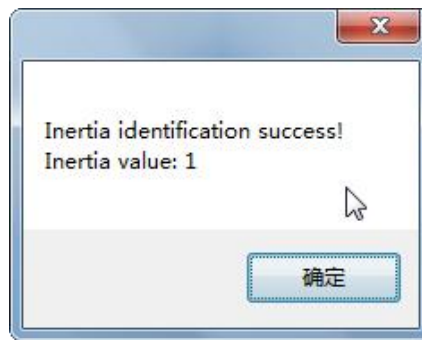 Inertia identification success!
Inertia value: 1
确定